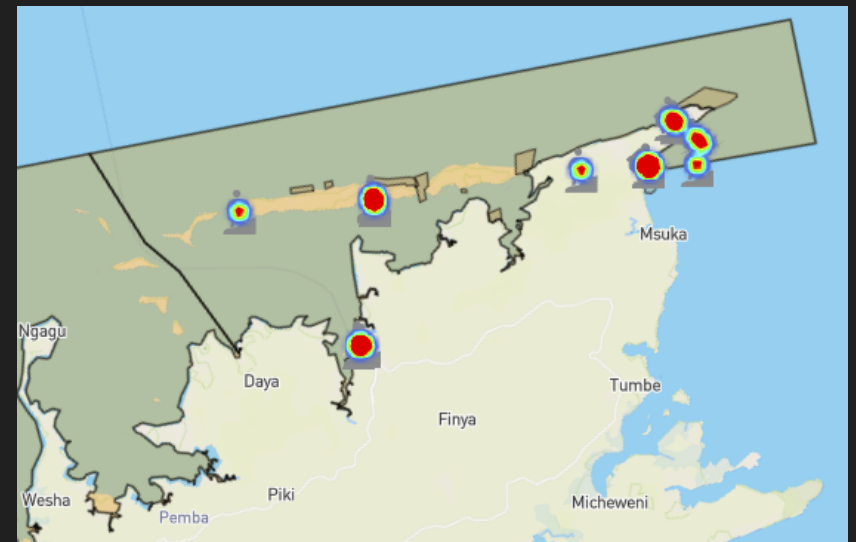 Msuka
Ngagu
Daya
Tumbe
Finya
Wesha
Piki
Pemba
Micheweni